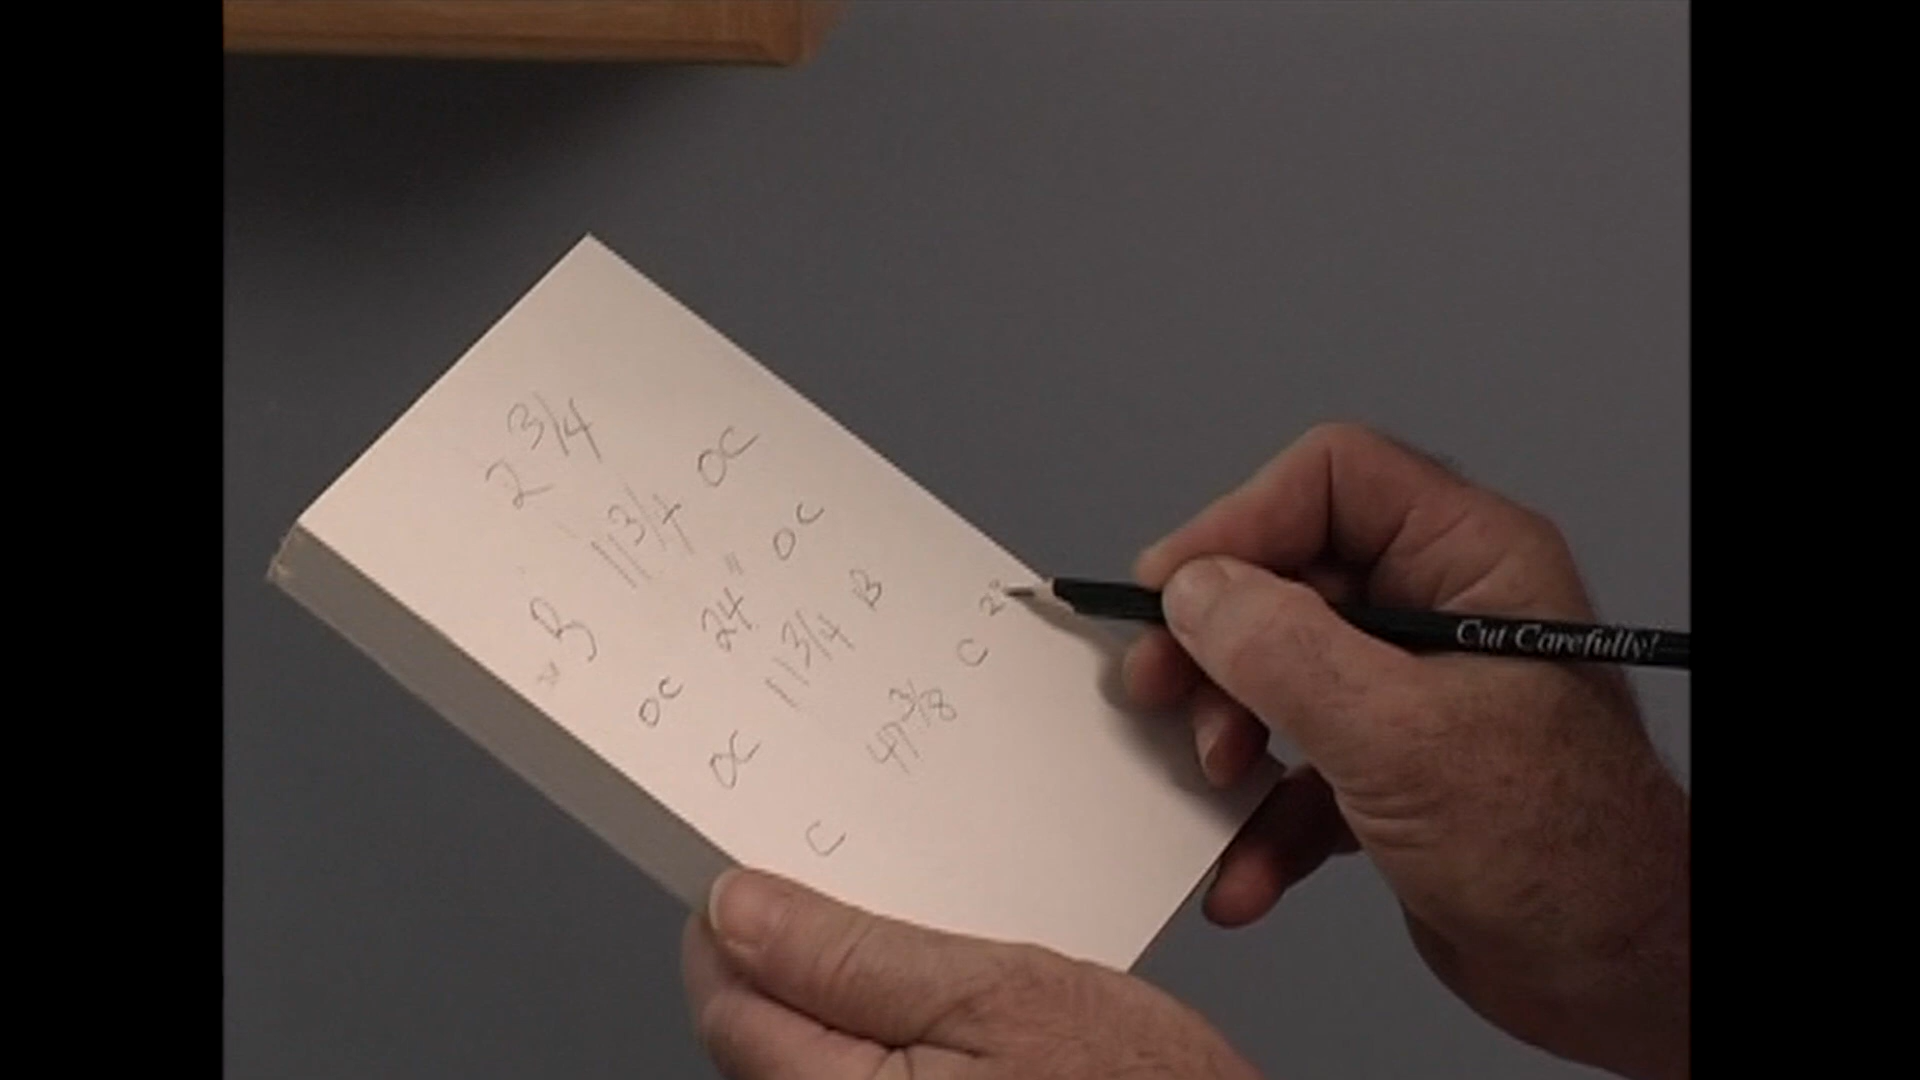 2 3/4
B 11 3/4 OC
OC 24" OC
OC 11 3/4 B
C 47 3/8 C
Cut Carefully!